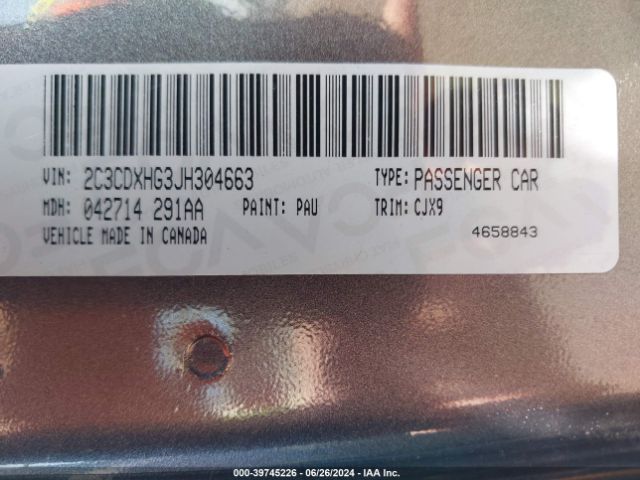 VIN: 2C3CDXHG3JH304663 TYPE: PASSENGER CAR
MDH: 042714 291AA PAINT: PAU TRIM: CJX9
VEHICLE MADE IN CANADA 4658843
000-39745226 - 06/26/2024 - IAA Inc.